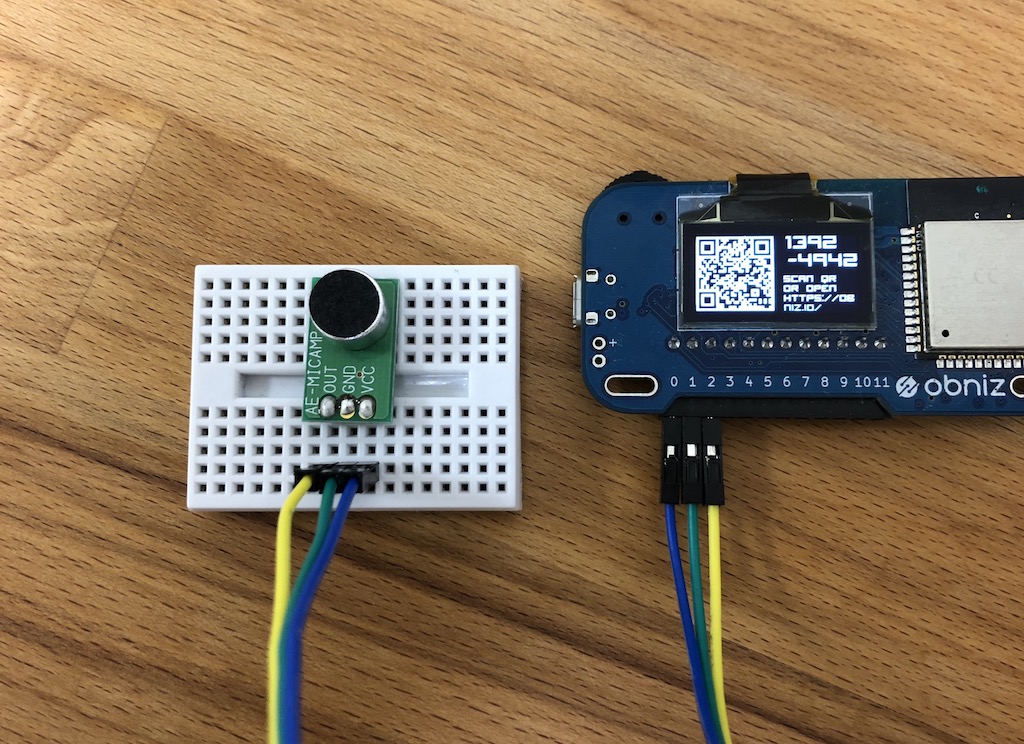 AE-MICAMP
OUT
GND
VCC
1392
-4942
SCAN QR
OR OPEN
HTTPS://OB
NIZ.IO/
+
0 1 2 3 4 5 6 7 8 9 10 11
obniz
C